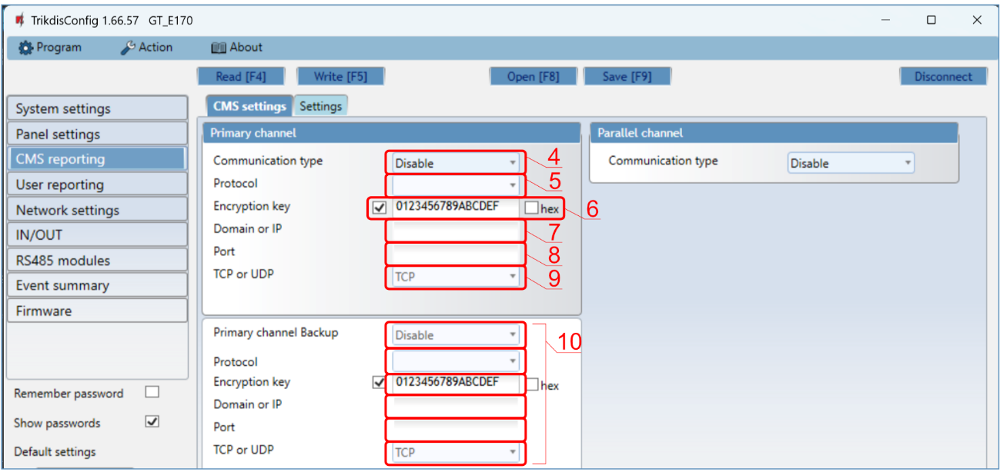 TrikdisConfig 1.66.57 GT_E170
Program Action About
Read [F4] Write [F5] Open [F8] Save [F9] Disconnect
System settings
Panel settings
CMS reporting
User reporting
Network settings
IN/OUT
RS485 modules
Event summary
Firmware
Remember password
Show passwords
Default settings
CMS settings Settings
Primary channel
Communication type Disable 4
Protocol 5
Encryption key 0123456789ABCDEF hex 6
Domain or IP 7
Port 8
TCP or UDP TCP 9
Primary channel Backup Disable 10
Protocol
Encryption key 0123456789ABCDEF hex
Domain or IP
Port
TCP or UDP TCP
Parallel channel
Communication type Disable